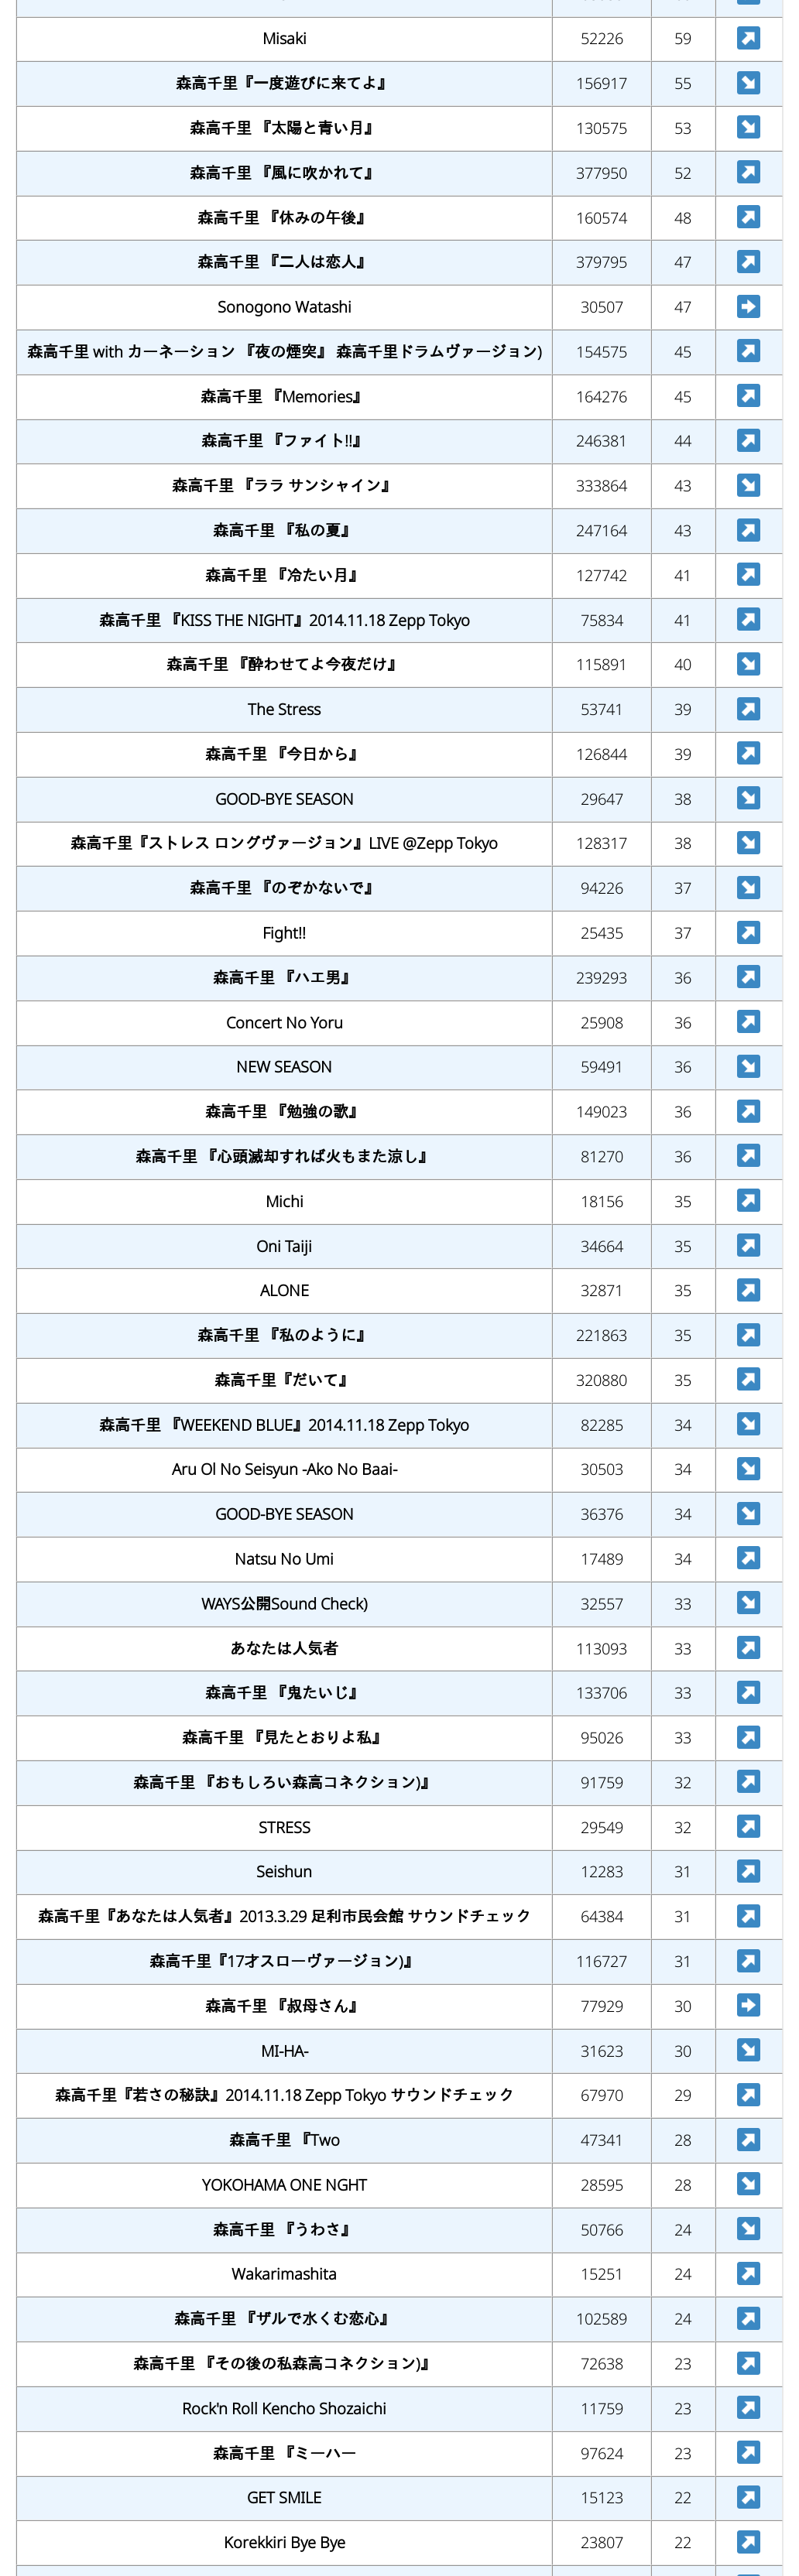 Misaki 52226 59
森高千里『一度遊びに来てよ』 156917 55
森高千里 『太陽と青い月』 130575 53
森高千里 『風に吹かれて』 377950 52
森高千里 『休みの午後』 160574 48
森高千里 『二人は恋人』 379795 47
Sonogono Watashi 30507 47
森高千里 with カーネーション 『夜の煙突』 森高千里ドラムヴァージョン) 154575 45
森高千里 『Memories』 164276 45
森高千里 『ファイト!!』 246381 44
森高千里 『ララ サンシャイン』 333864 43
森高千里 『私の夏』 247164 43
森高千里 『冷たい月』 127742 41
森高千里 『KISS THE NIGHT』2014.11.18 Zepp Tokyo 75834 41
森高千里 『酔わせてよ今夜だけ』 115891 40
The Stress 53741 39
森高千里 『今日から』 126844 39
GOOD-BYE SEASON 29647 38
森高千里『ストレス ロングヴァージョン』LIVE @Zepp Tokyo 128317 38
森高千里 『のぞかないで』 94226 37
Fight!! 25435 37
森高千里 『ハエ男』 239293 36
Concert No Yoru 25908 36
NEW SEASON 59491 36
森高千里 『勉強の歌』 149023 36
森高千里 『心頭滅却すれば火もまた涼し』 81270 36
Michi 18156 35
Oni Taiji 34664 35
ALONE 32871 35
森高千里 『私のように』 221863 35
森高千里『だいて』 320880 35
森高千里 『WEEKEND BLUE』2014.11.18 Zepp Tokyo 82285 34
Aru Ol No Seisyun -Ako No Baai- 30503 34
GOOD-BYE SEASON 36376 34
Natsu No Umi 17489 34
WAYS公開Sound Check) 32557 33
あなたは人気者 113093 33
森高千里 『鬼たいじ』 133706 33
森高千里 『見たとおりよ私』 95026 33
森高千里 『おもしろい森高コネクション)』 91759 32
STRESS 29549 32
Seishun 12283 31
森高千里『あなたは人気者』2013.3.29 足利市民会館 サウンドチェック 64384 31
森高千里『17才スローヴァージョン)』 116727 31
森高千里 『叔母さん』 77929 30
MI-HA- 31623 30
森高千里『若さの秘訣』2014.11.18 Zepp Tokyo サウンドチェック 67970 29
森高千里 『Two 47341 28
YOKOHAMA ONE NGHT 28595 28
森高千里 『うわさ』 50766 24
Wakarimashita 15251 24
森高千里 『ザルで水くむ恋心』 102589 24
森高千里 『その後の私森高コネクション)』 72638 23
Rock'n Roll Kencho Shozaichi 11759 23
森高千里 『ミーハー 97624 23
GET SMILE 15123 22
Korekkiri Bye Bye 23807 22